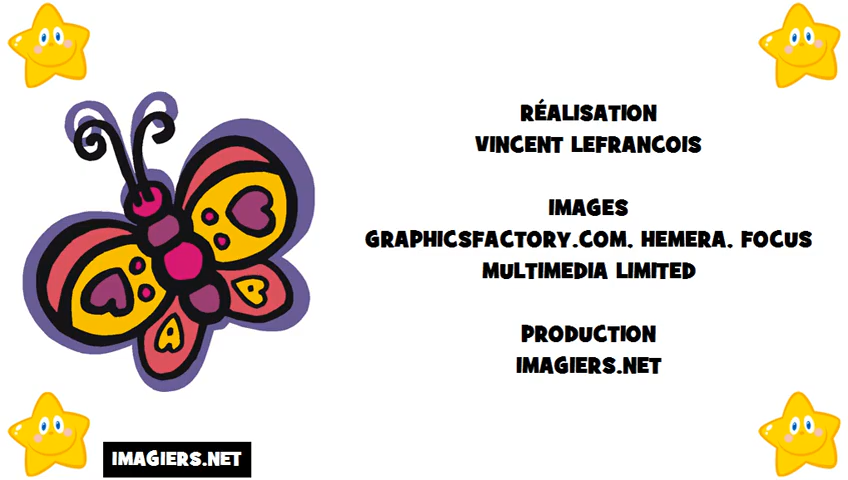 RÉALISATION
VINCENT LEFRANCOIS
IMAGES
GRAPHICSFACTORY.COM, HEMERA, FOCUS
MULTIMEDIA LIMITED
PRODUCTION
IMAGIERS.NET
IMAGIERS.NET